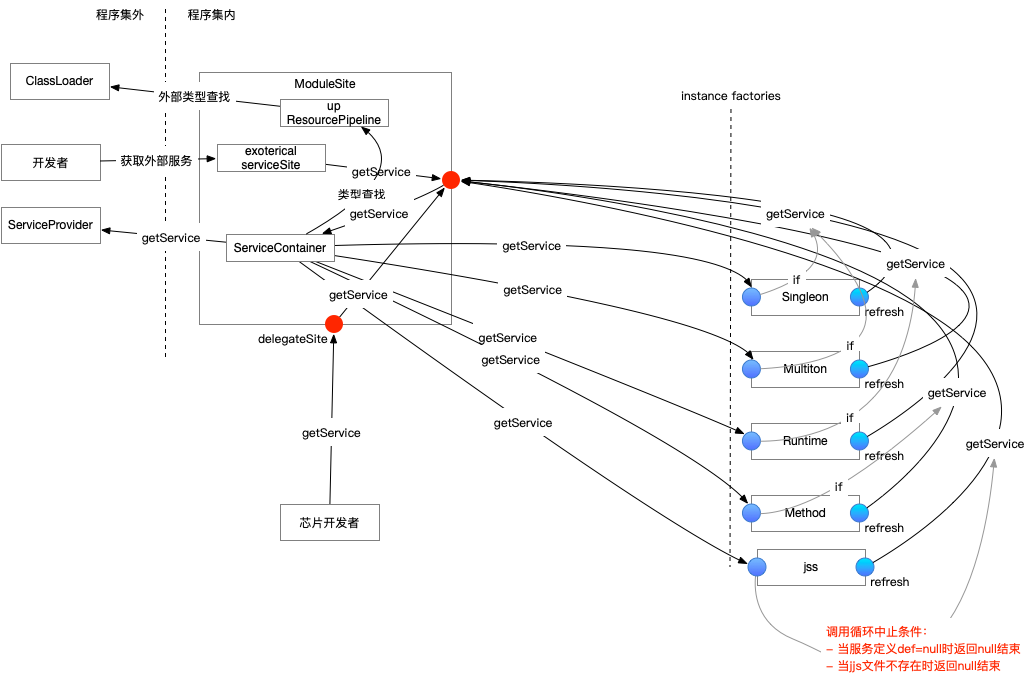 程序集外
程序集内
ClassLoader
外部类型查找
ModuleSite
up
ResourcePipeline
instance factories
开发者
获取外部服务
exoterical
serviceSite
getService
类型查找
getService
getService
ServiceProvider
getService
ServiceContainer
getService
getService
if
Singleon
refresh
getService
getService
delegateSite
getService
getService
if
Multiton
refresh
getService
if
Runtime
refresh
getService
getService
getService
if
Method
refresh
芯片开发者
jss
refresh
调用循环中止条件:
- 当服务定义def=null时返回null结束
- 当jjs文件不存在时返回null结束